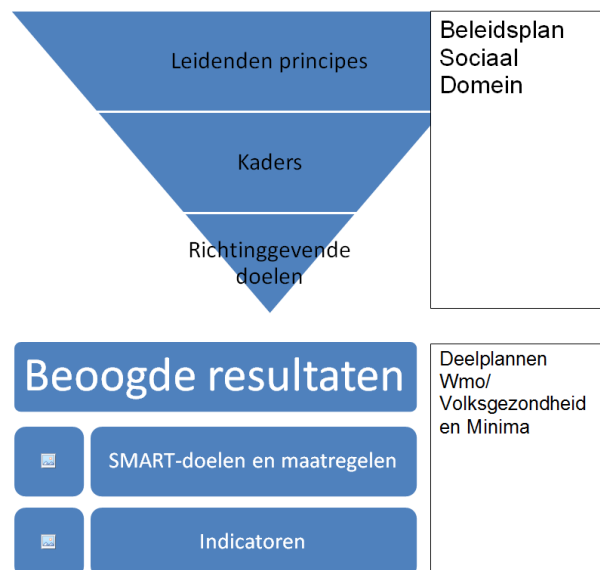 Leidenden principes
Kaders
Richtinggevende
doelen
Beleidsplan
Sociaal
Domein
Beoogde resultaten
SMART-doelen en maatregelen
Indicatoren
Deelplannen
Wmo/
Volksgezondheid
en Minima